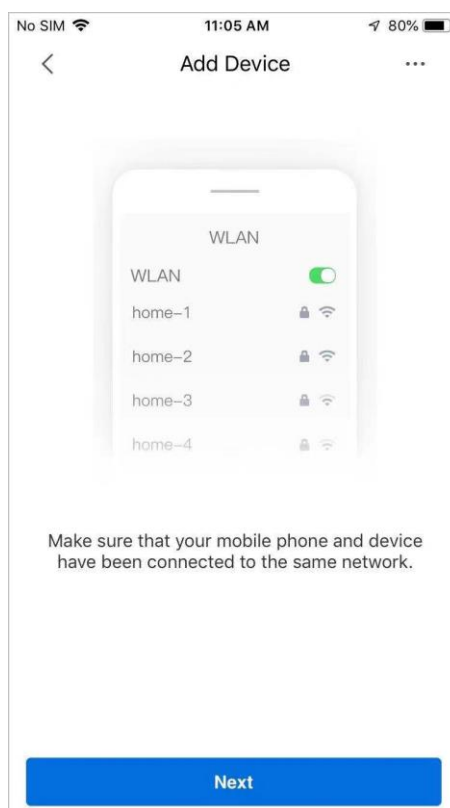 No SIM 11:05 AM 80%
Add Device
WLAN
WLAN
home-1
home-2
home-3
home-4
Make sure that your mobile phone and device
have been connected to the same network.
Next